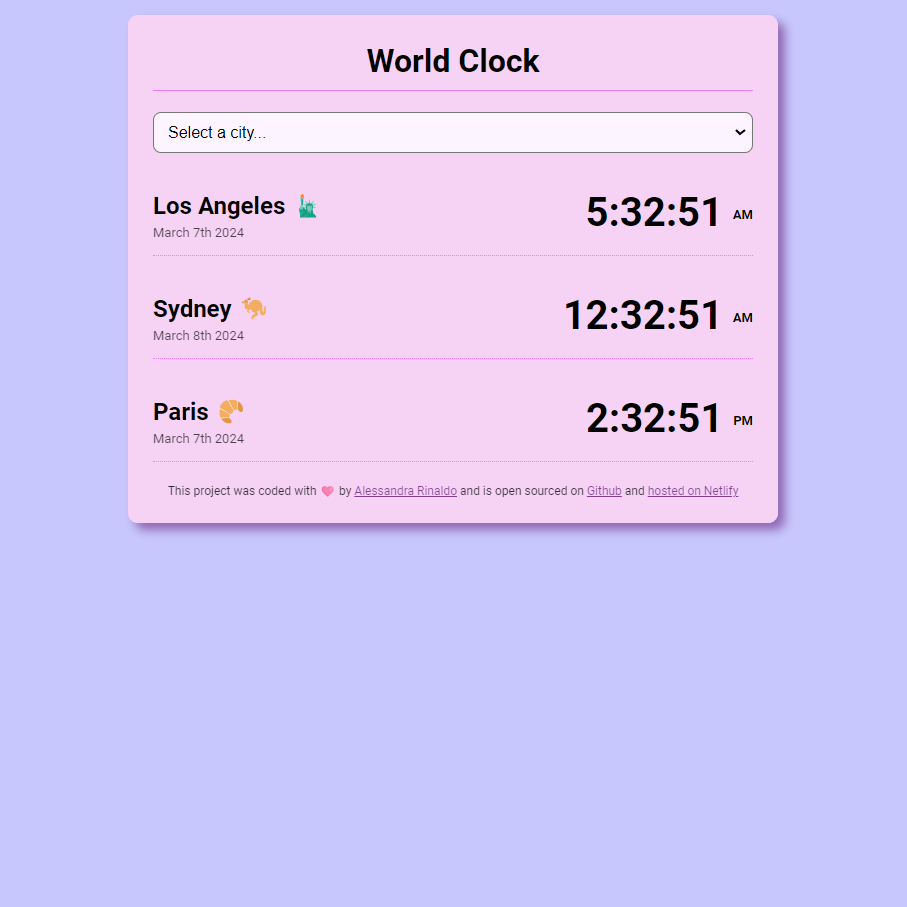 World Clock
Select a city...
Los Angeles 🗽
5:32:51 AM
March 7th 2024
Sydney 🦘
12:32:51 AM
March 8th 2024
Paris 🥐
2:32:51 PM
March 7th 2024
This project was coded with 💗 by Alessandra Rinaldo and is open sourced on Github and hosted on Netlify